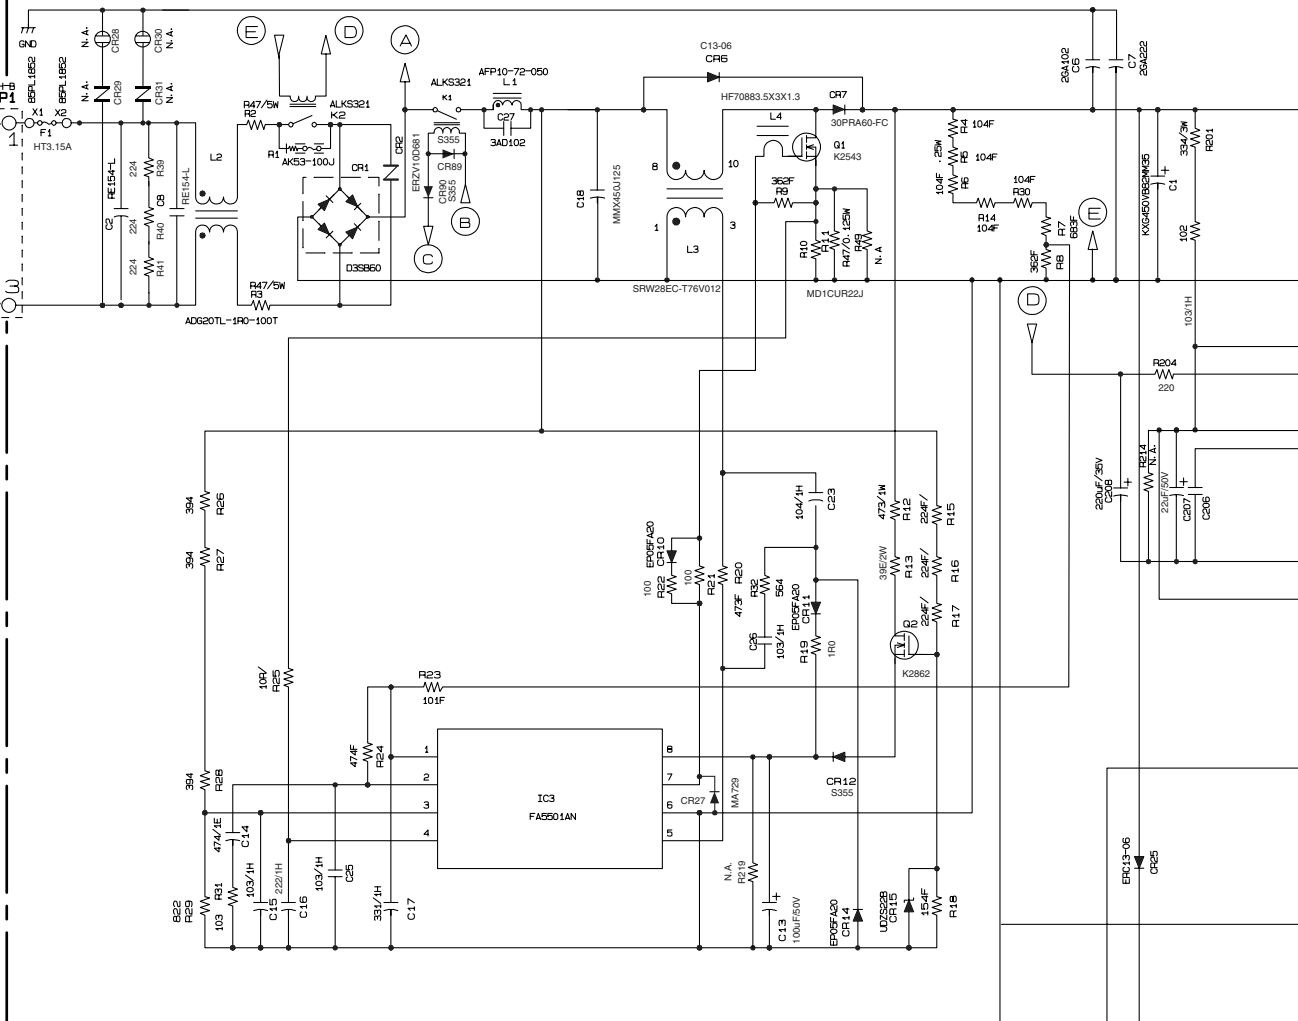 GND
N.A.
CR28
CR30
N.A.
N.A.
CR29
CR31
N.A.
85PL1852
85PL1852
P1
1
3
X1
X2
F1
HT3.15A
E
D
A
R47/5W
R2
ALKS321
K2
R1
AK53-100J
CR1
CR2
D3SB60
L2
R47/5W
R3
ADG20TL-1R0-100T
RE154-L
C2
224
R39
224
R40
224
R41
C8
RE154-L
ALKS321
K1
ERZV10D681
S355
CR89
CR90
S355
B
C
AFP10-72-050
L1
C27
3AD102
C18
MMX450J125
C13-06
CR6
8
10
1
3
L3
SRW28EC-T76V012
HF70883.5X3X1.3
CR7
30PRA60-FC
L4
Q1
K2543
362F
R9
R10
R11
R47/0.125W
R49
N.A
MD1CUR22J
104F
.25W
R5
104F
104F
R6
104F
R30
R14
104F
R7
683F
362F
R8
E
D
2GA102
C6
C7
2GA222
KXG450VB82MM35
C1
334/3W
R201
102
103/1H
R204
220
220uF/35V
C208
R214
N.A.
22uF/50V
C207
C206
394
R26
394
R27
394
R28
822
R29
474/1E
C14
103
R31
103/1H
C15
222/1H
C16
103/1H
C25
331/1H
C17
R25
474F
R24
R23
101F
1
2
3
4
8
7
6
5
IC3
FA5501AN
EP05FA20
CR10
100
R22
100
R21
R20
473F
R32
564
C26
103/1H
104/1H
C23
EP05FA20
CR11
R19
1R0
473/1W
R12
39E/2W
R13
Q2
K2862
224F/
R15
224F/
R16
224F/
R17
CR12
S355
CR27
MA729
N.A.
R219
C13
100uF/50V
EP05FA20
CR14
UDZS22B
CR15
154F
R18
ERC13-06
CR25